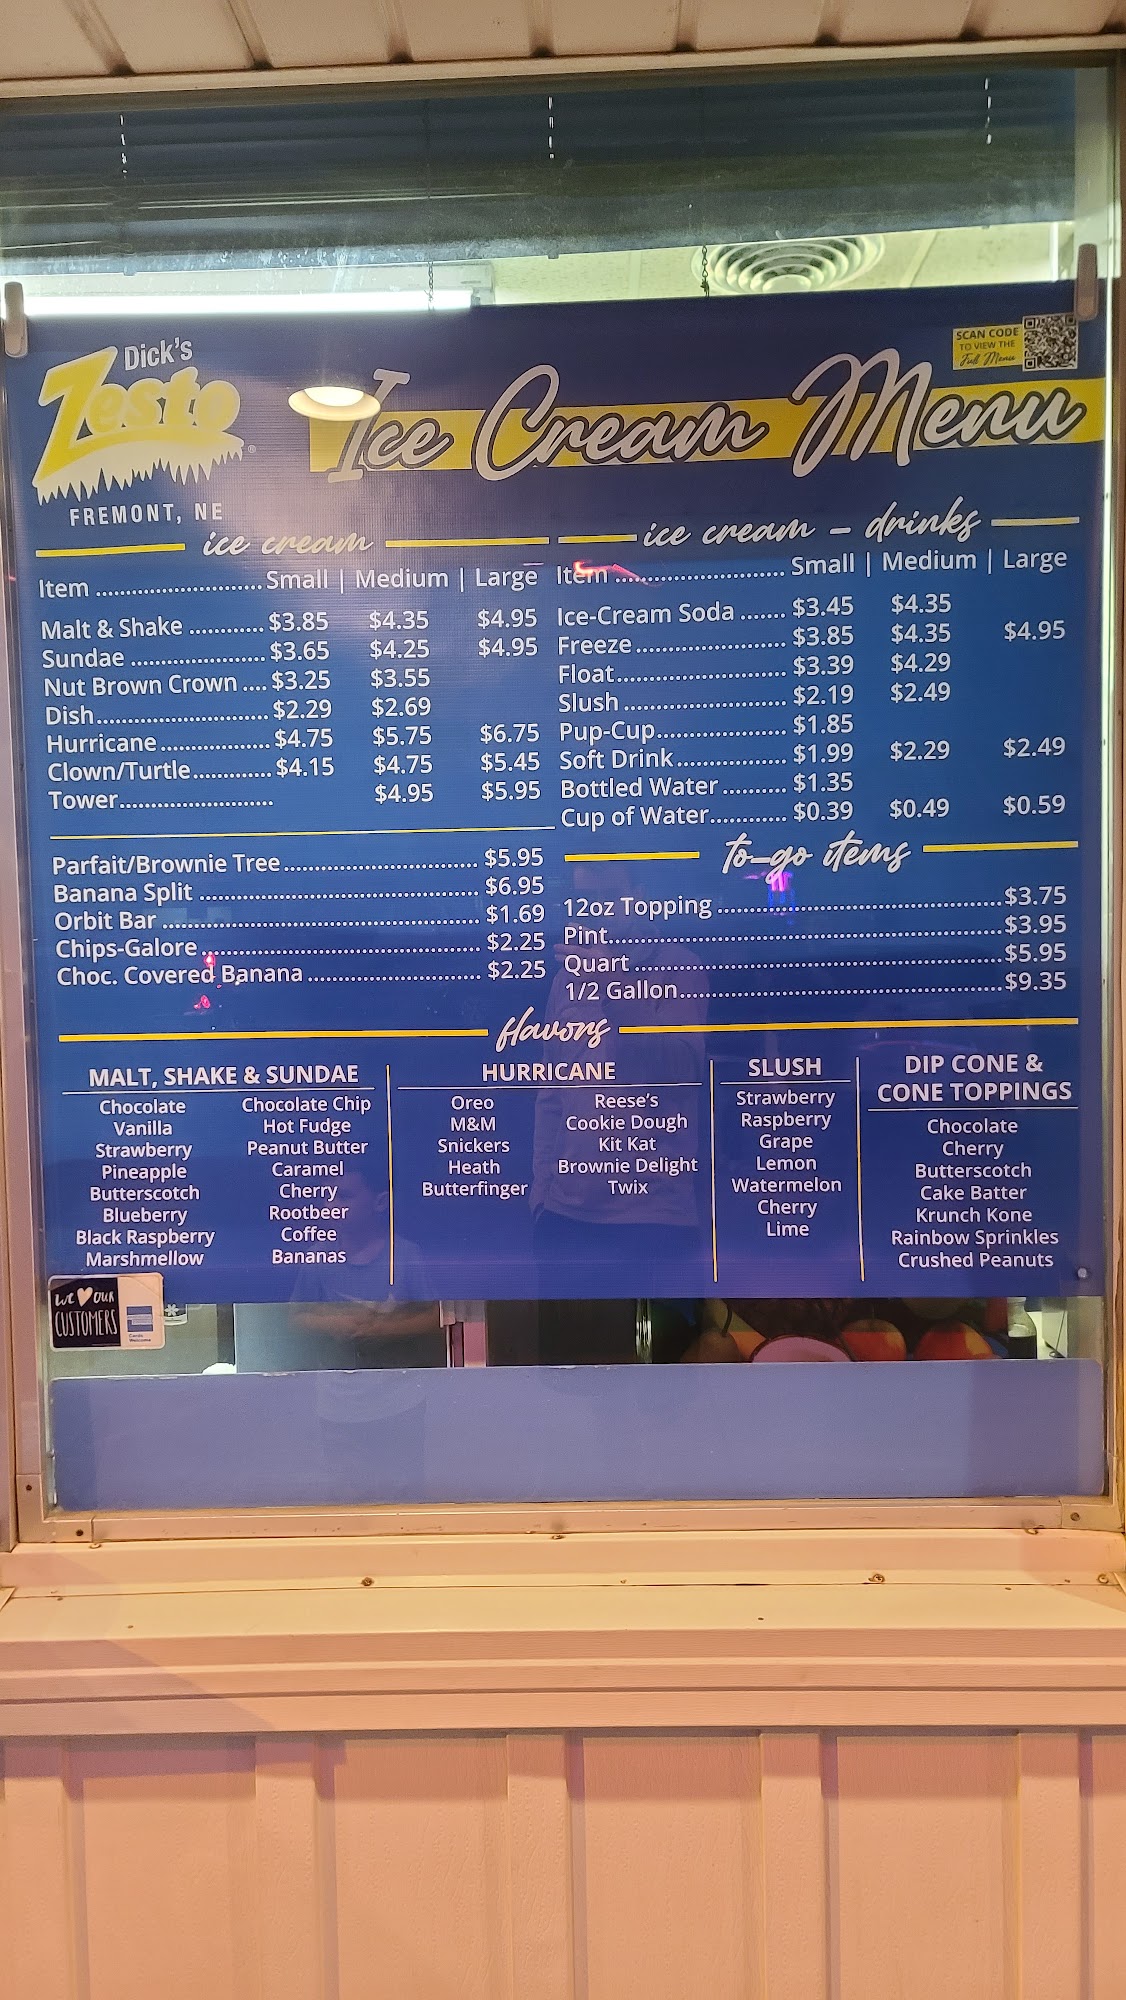 Dick's
Zesto
®
FREMONT, NE
Ice Cream Menu
SCAN CODE
TO VIEW THE
Full Menu
ice cream
Item ........................... Small | Medium | Large
Malt & Shake ............ $3.85 $4.35 $4.95
Sundae ...................... $3.65 $4.25 $4.95
Nut Brown Crown .... $3.25 $3.55
Dish ............................ $2.29 $2.69
Hurricane .................. $4.75 $5.75 $6.75
Clown/Turtle ............. $4.15 $4.75 $5.45
Tower ......................... $4.95 $5.95
Parfait/Brownie Tree ................................ $5.95
Banana Split .............................................. $6.95
Orbit Bar .................................................... $1.69
Chips-Galore .............................................. $2.25
Choc. Covered Banana ............................. $2.25
ice cream - drinks
Item ............................ Small | Medium | Large
Ice-Cream Soda ....... $3.45 $4.35
Freeze ......................... $3.85 $4.35 $4.95
Float ............................ $3.39 $4.29
Slush ........................... $2.19 $2.49
Pup-Cup ...................... $1.85
Soft Drink ................... $1.99 $2.29 $2.49
Bottled Water ........... $1.35
Cup of Water ............. $0.39 $0.49 $0.59
to-go items
12oz Topping ............................................... $3.75
Pint ................................................................ $3.95
Quart ............................................................ $5.95
1/2 Gallon ..................................................... $9.35
flavors
MALT, SHAKE & SUNDAE
Chocolate
Vanilla
Strawberry
Pineapple
Butterscotch
Blueberry
Black Raspberry
Marshmellow
Chocolate Chip
Hot Fudge
Peanut Butter
Caramel
Cherry
Rootbeer
Coffee
Bananas
HURRICANE
Oreo
M&M
Snickers
Heath
Butterfinger
Reese's
Cookie Dough
Kit Kat
Brownie Delight
Twix
SLUSH
Strawberry
Raspberry
Grape
Lemon
Watermelon
Cherry
Lime
DIP CONE &
CONE TOPPINGS
Chocolate
Cherry
Butterscotch
Cake Batter
Krunch Kone
Rainbow Sprinkles
Crushed Peanuts
WE OUR
CUSTOMERS
Cards
Welcome